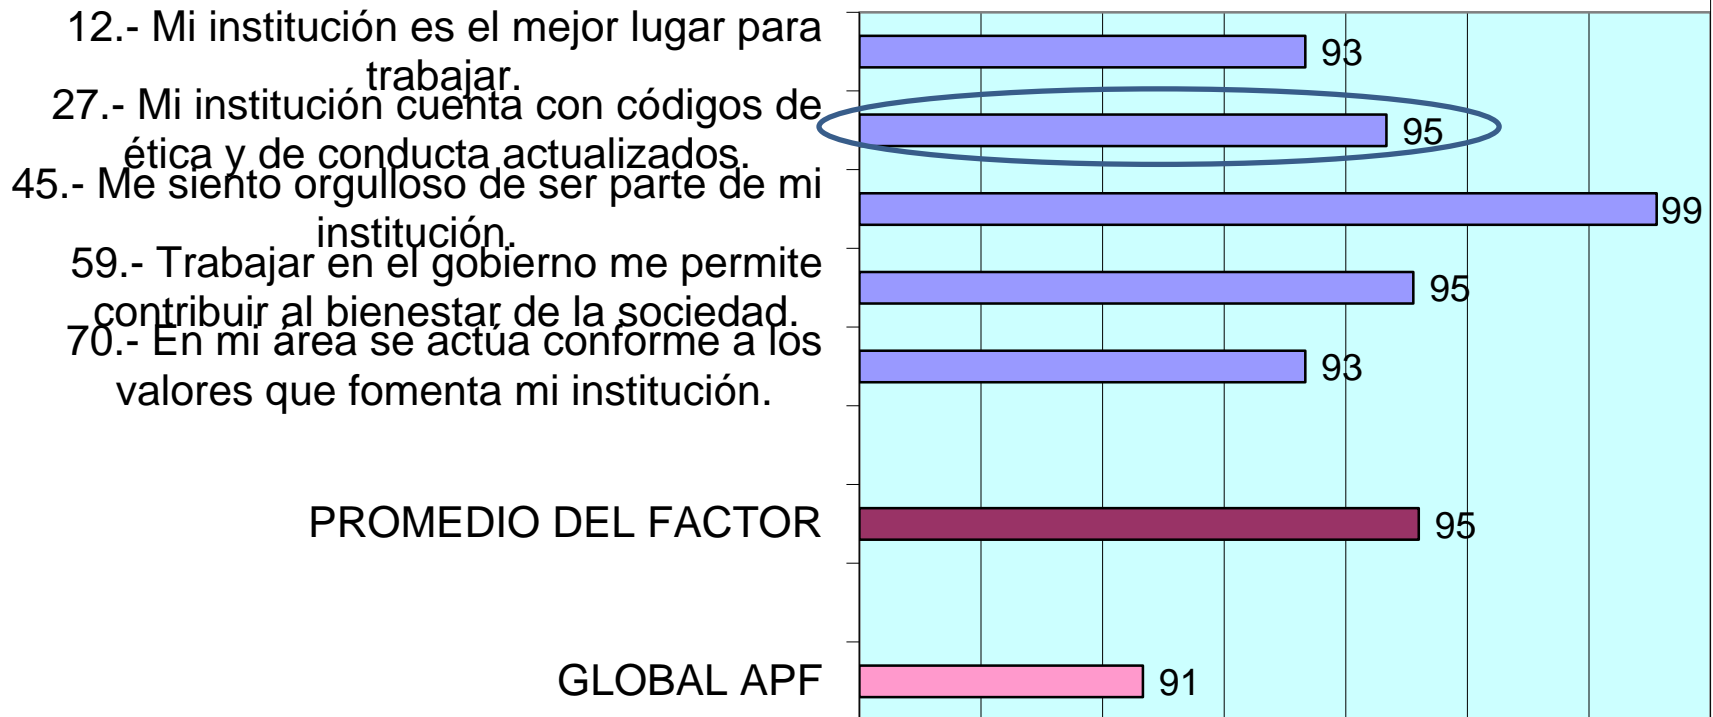 12.- Mi institución es el mejor lugar para
trabajar.
93
27.- Mi institución cuenta con códigos de
ética y de conducta actualizados.
95
45.- Me siento orgulloso de ser parte de mi
institución.
99
59.- Trabajar en el gobierno me permite
contribuir al bienestar de la sociedad.
95
70.- En mi área se actúa conforme a los
valores que fomenta mi institución.
93
PROMEDIO DEL FACTOR
95
GLOBAL APF
91